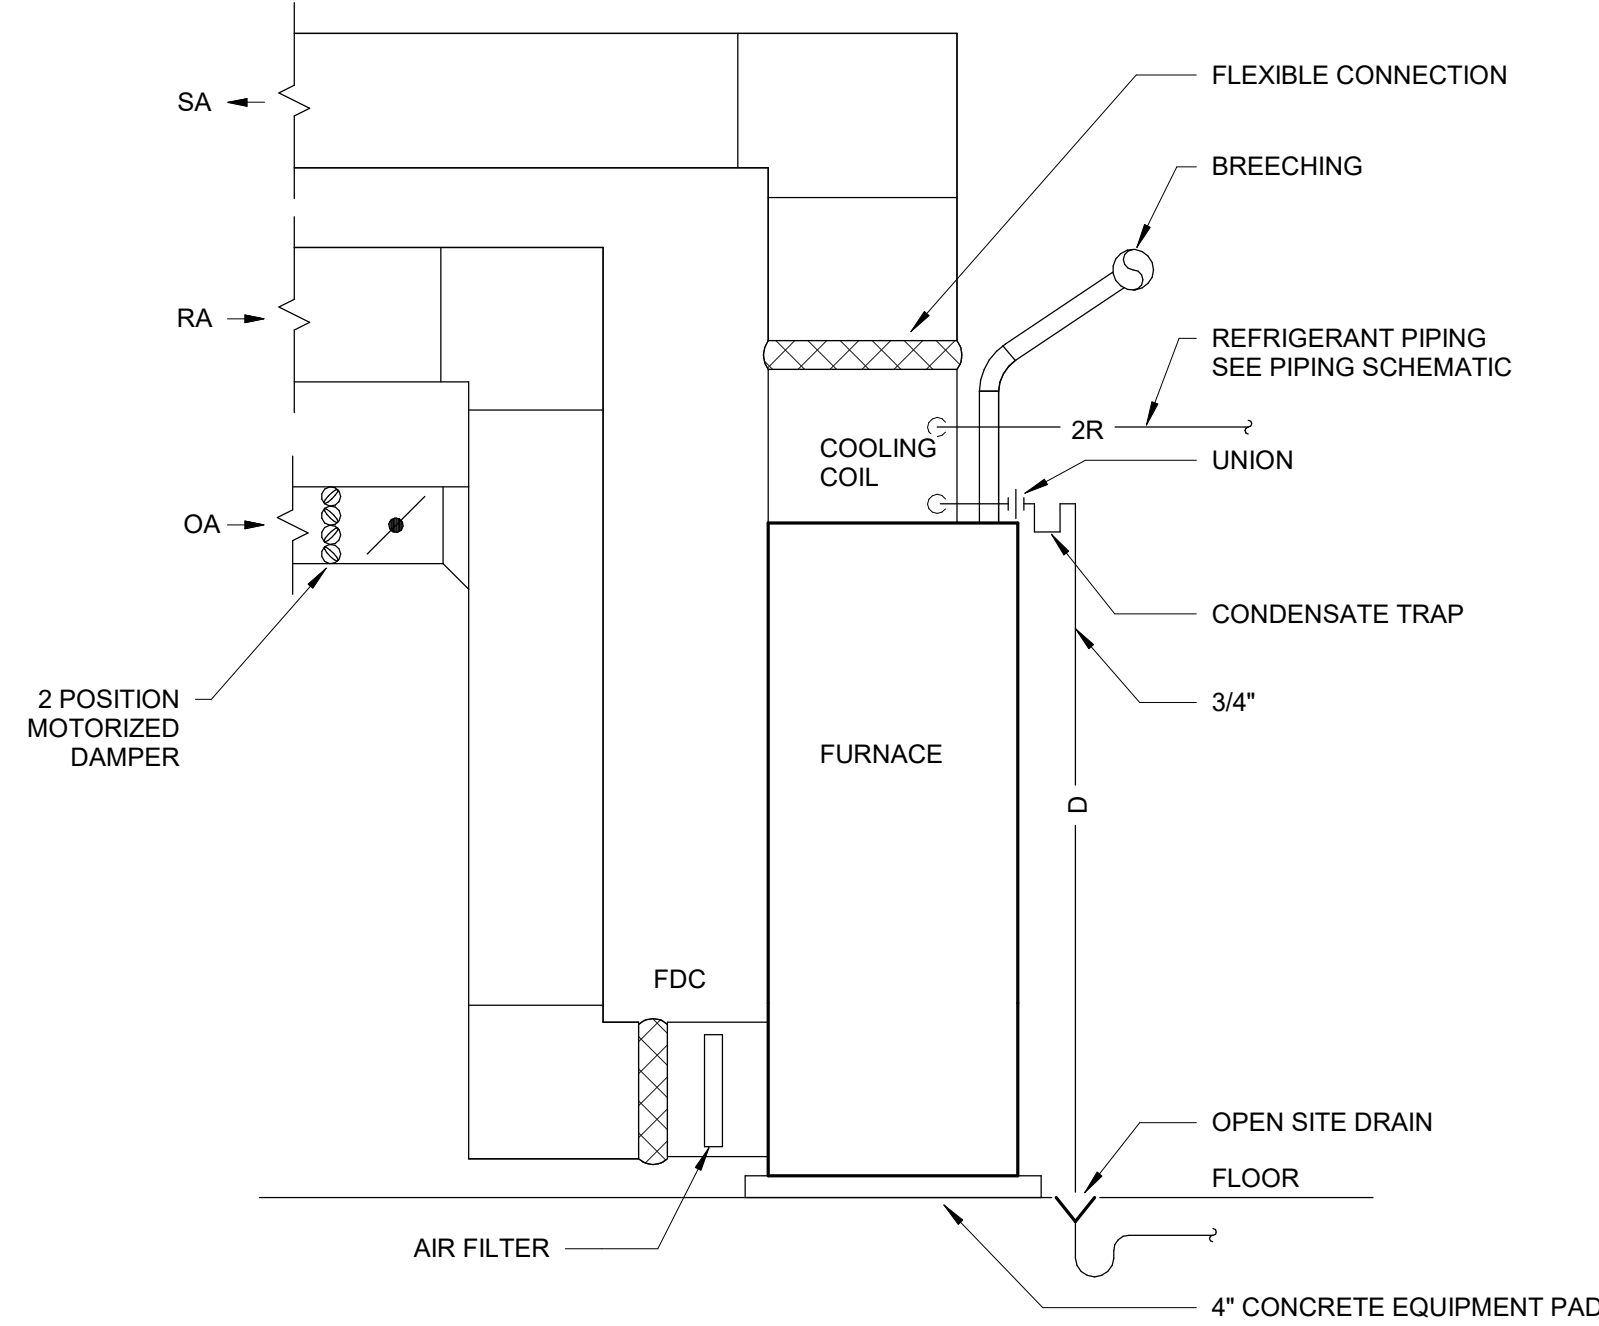 FLEXIBLE CONNECTION
SA
BREECHING
RA
REFRIGERANT PIPING
SEE PIPING SCHEMATIC
2R
COOLING
COIL
UNION
OA
CONDENSATE TRAP
2 POSITION
MOTORIZED
DAMPER
3/4"
FURNACE
D
FDC
OPEN SITE DRAIN
FLOOR
AIR FILTER
4" CONCRETE EQUIPMENT PAD